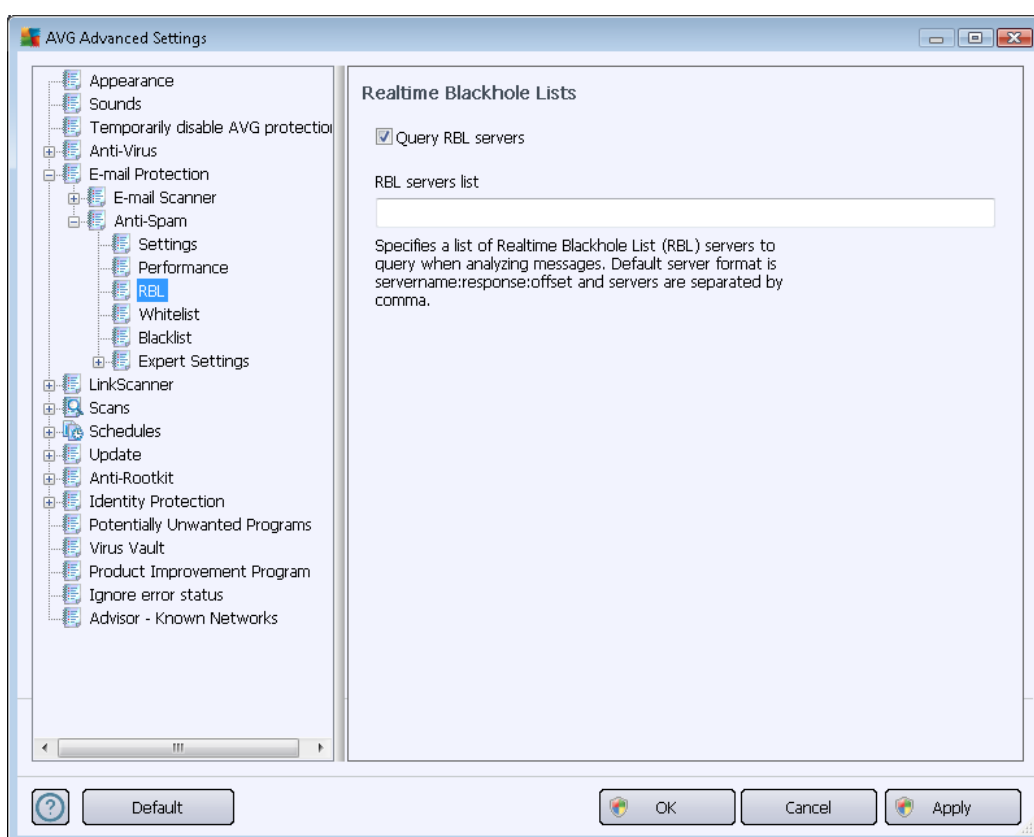 AVG Advanced Settings
Appearance
Sounds
Temporarily disable AVG protection
Anti-Virus
E-mail Protection
E-mail Scanner
Anti-Spam
Settings
Performance
RBL
Whitelist
Blacklist
Expert Settings
LinkScanner
Scans
Schedules
Update
Anti-Rootkit
Identity Protection
Potentially Unwanted Programs
Virus Vault
Product Improvement Program
Ignore error status
Advisor - Known Networks
Realtime Blackhole Lists
Query RBL servers
RBL servers list
Specifies a list of Realtime Blackhole List (RBL) servers to
query when analyzing messages. Default server format is
servername:response:offset and servers are separated by
comma.
?
Default
OK
Cancel
Apply